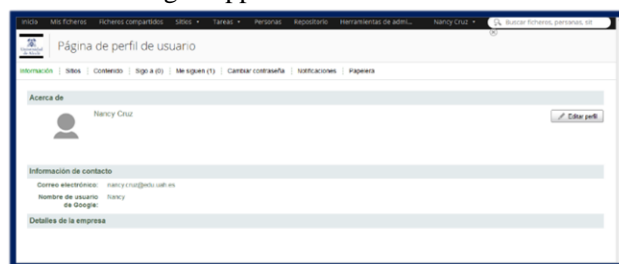 Inicio Mis ficheros Ficheros compartidos Sitios Tareas Personas Repositorio Herramientas de admi... Nancy Cruz Buscar ficheros, personas, sit
Página de perfil de usuario
Información | Sitios | Contenido | Sigo a (0) | Me siguen (1) | Cambiar contraseña | Notificaciones | Papelera
Acerca de
Nancy Cruz
Editar perfil
Información de contacto
Correo electrónico: nancy.cruz@edu.uah.es
Nombre de usuario de Google: Nancy
Detalles de la empresa